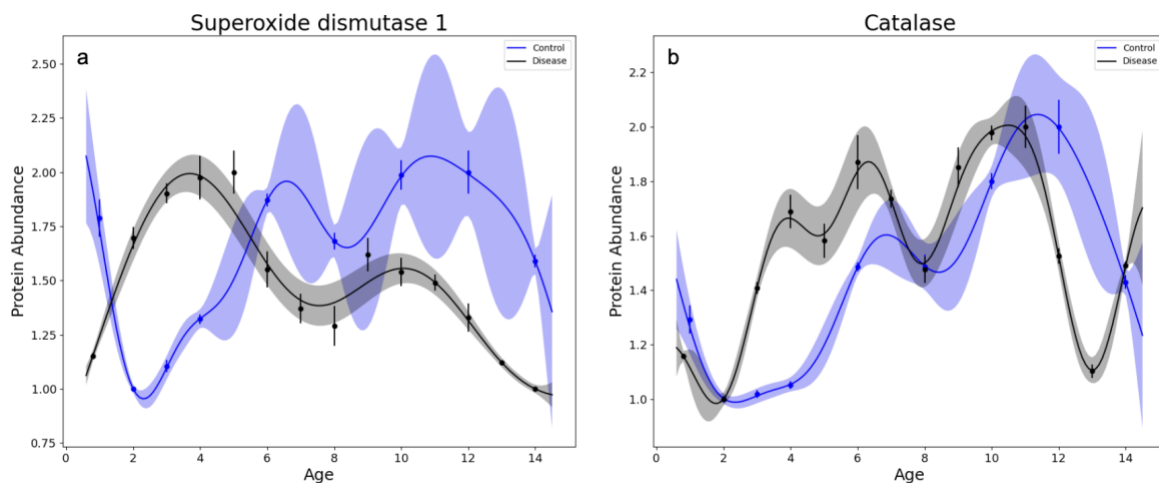 Superoxide dismutase 1
a
Control
Disease
2.50
2.25
2.00
1.75
1.50
1.25
1.00
0.75
Protein Abundance
0 2 4 6 8 10 12 14
Age
Catalase
b
Control
Disease
2.2
2.0
1.8
1.6
1.4
1.2
1.0
Protein Abundance
0 2 4 6 8 10 12 14
Age